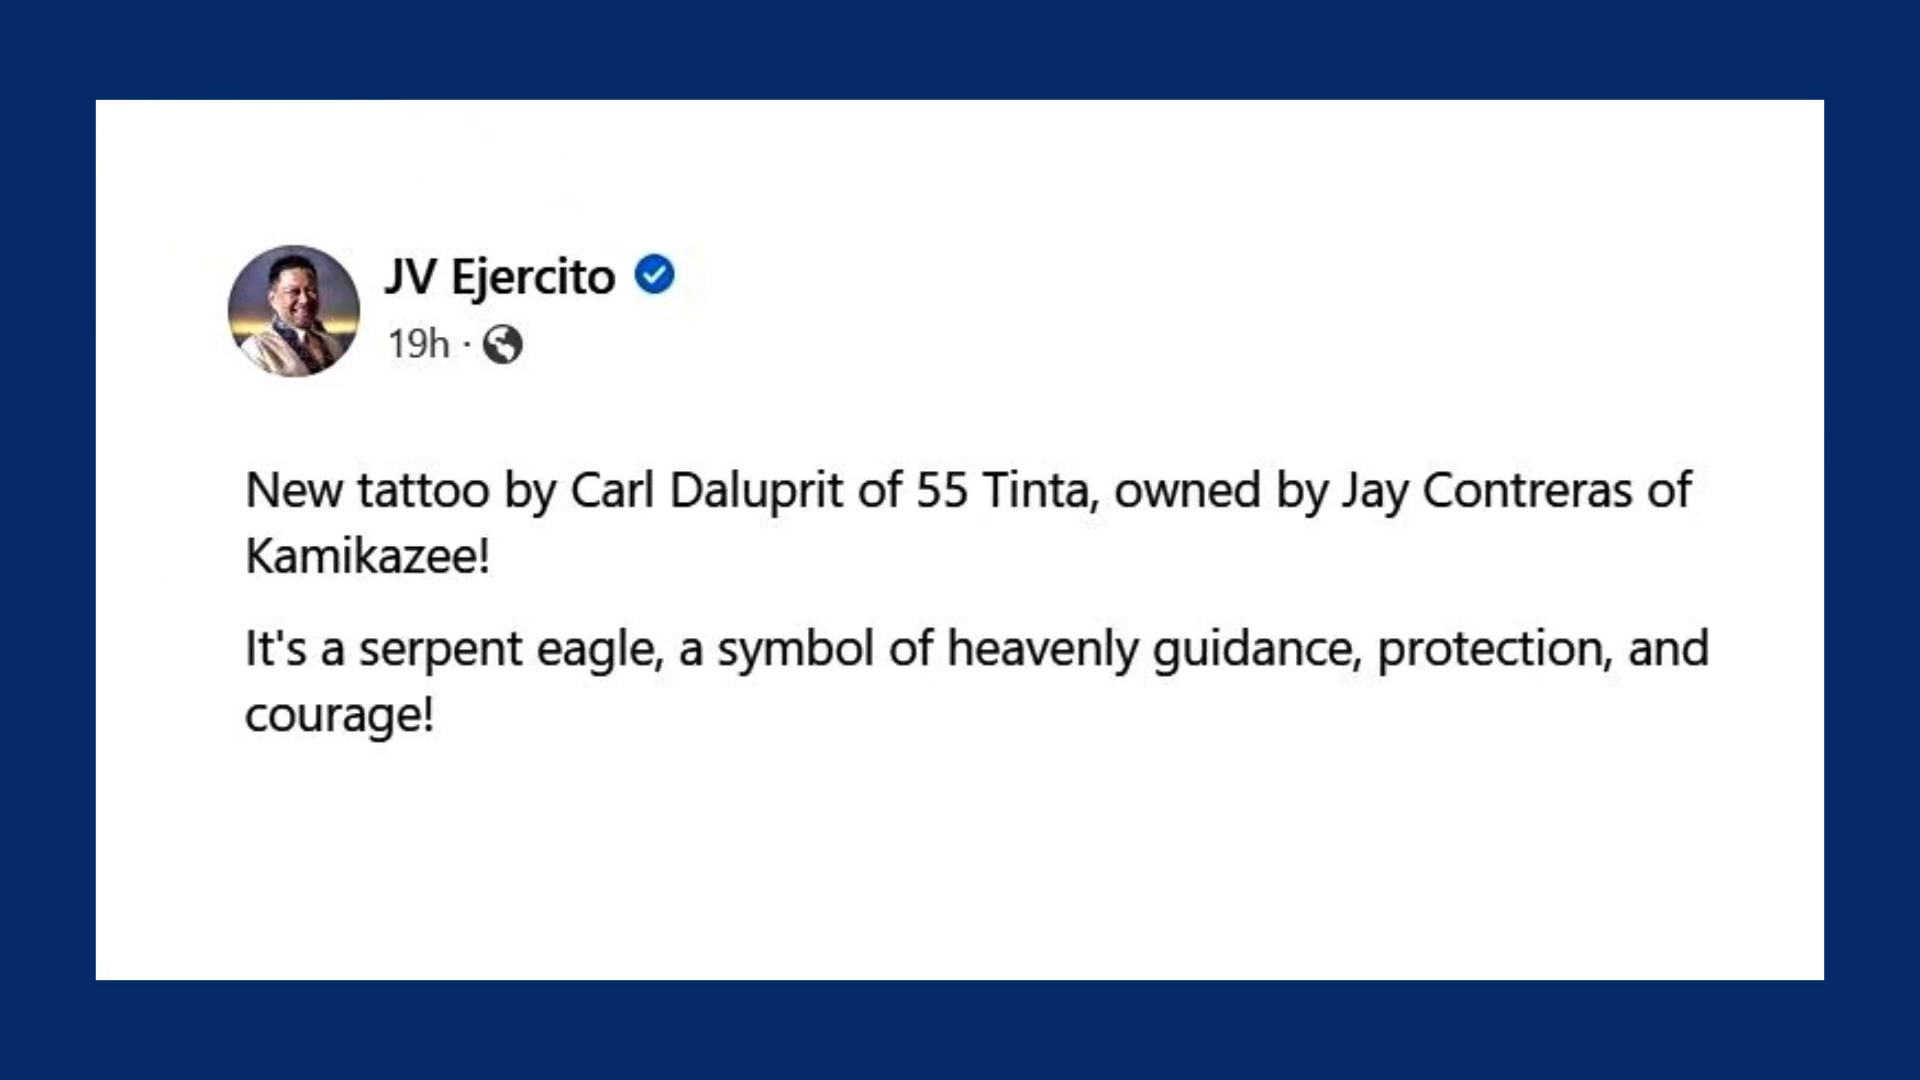 JV Ejercito
19h ·
New tattoo by Carl Daluprit of 55 Tinta, owned by Jay Contreras of
Kamikazee!
It's a serpent eagle, a symbol of heavenly guidance, protection, and
courage!